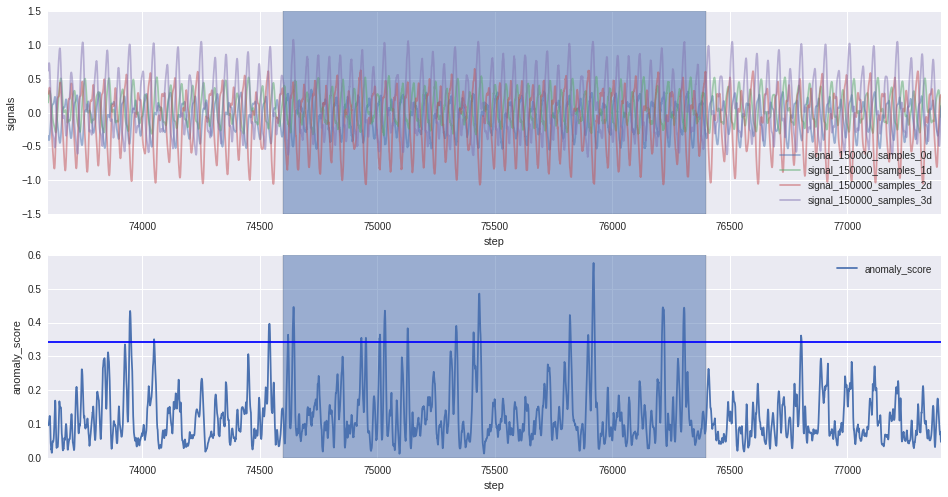 1.5
1.0
0.5
0.0
−0.5
−1.0
−1.5
signals
signal_150000_samples_0d
signal_150000_samples_1d
signal_150000_samples_2d
signal_150000_samples_3d
74000 74500 75000 75500 76000 76500 77000
step
0.6
0.5
0.4
0.3
0.2
0.1
0.0
anomaly_score
anomaly_score
74000 74500 75000 75500 76000 76500 77000
step